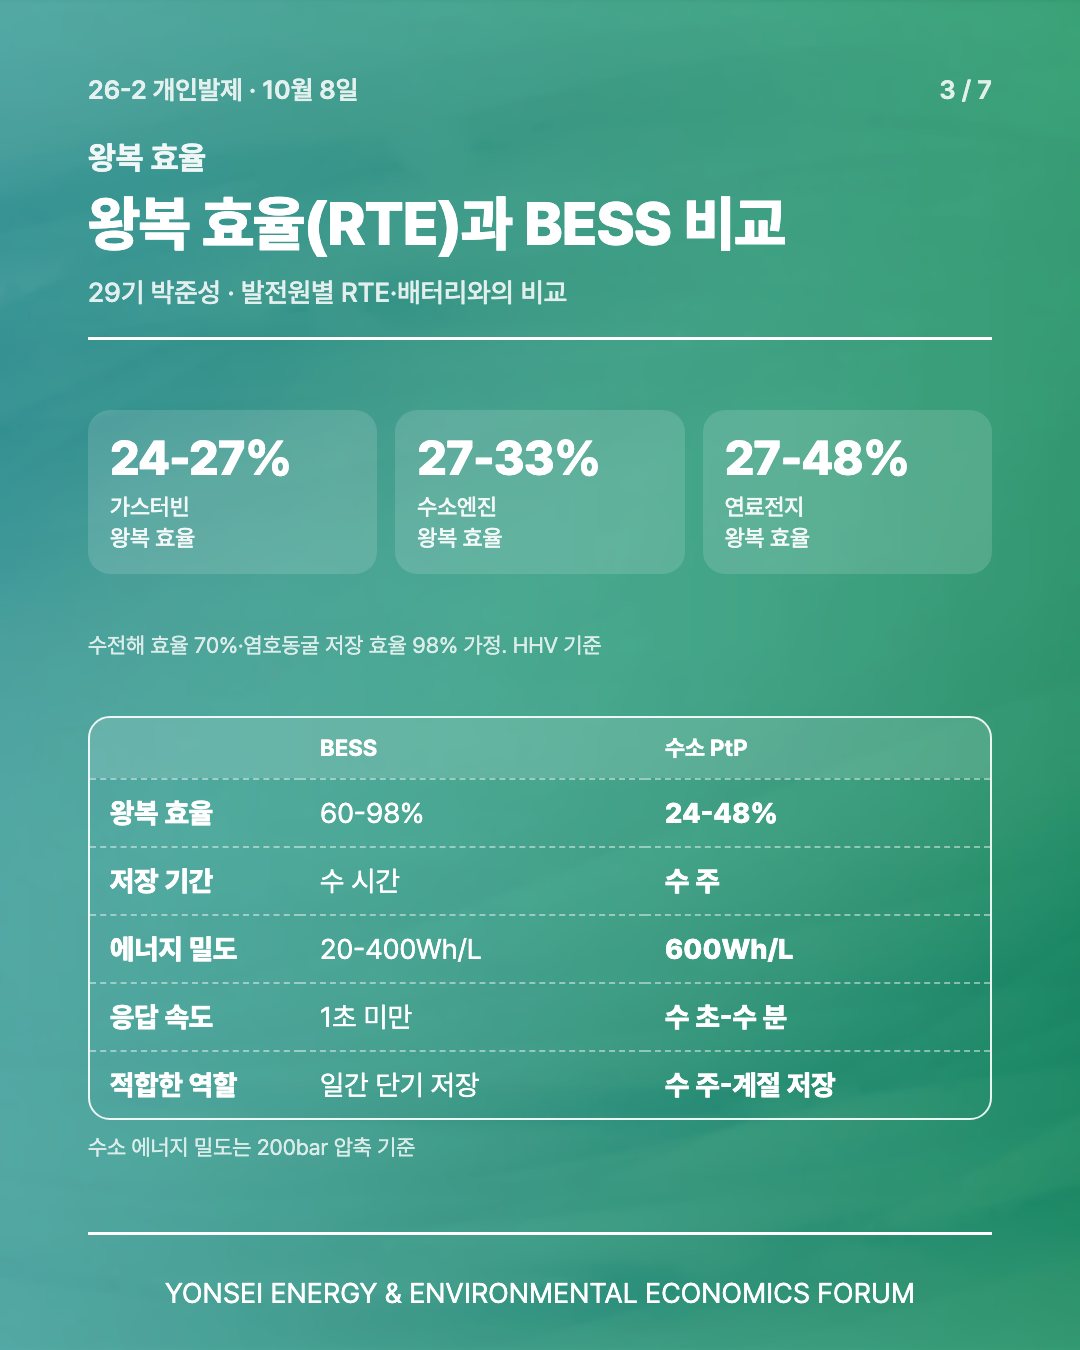 26-2 개인발제 · 10월 8일
3 / 7
왕복 효율
왕복 효율(RTE)과 BESS 비교
29기 박준성 · 발전원별 RTE·배터리와의 비교
24-27%
가스터빈
왕복 효율
27-33%
수소엔진
왕복 효율
27-48%
연료전지
왕복 효율
수전해 효율 70%·염호동굴 저장 효율 98% 가정. HHV 기준
BESS 수소 PtP
왕복 효율 60-98% 24-48%
저장 기간 수 시간 수 주
에너지 밀도 20-400Wh/L 600Wh/L
응답 속도 1초 미만 수 초-수 분
적합한 역할 일간 단기 저장 수 주-계절 저장
수소 에너지 밀도는 200bar 압축 기준
YONSEI ENERGY & ENVIRONMENTAL ECONOMICS FORUM